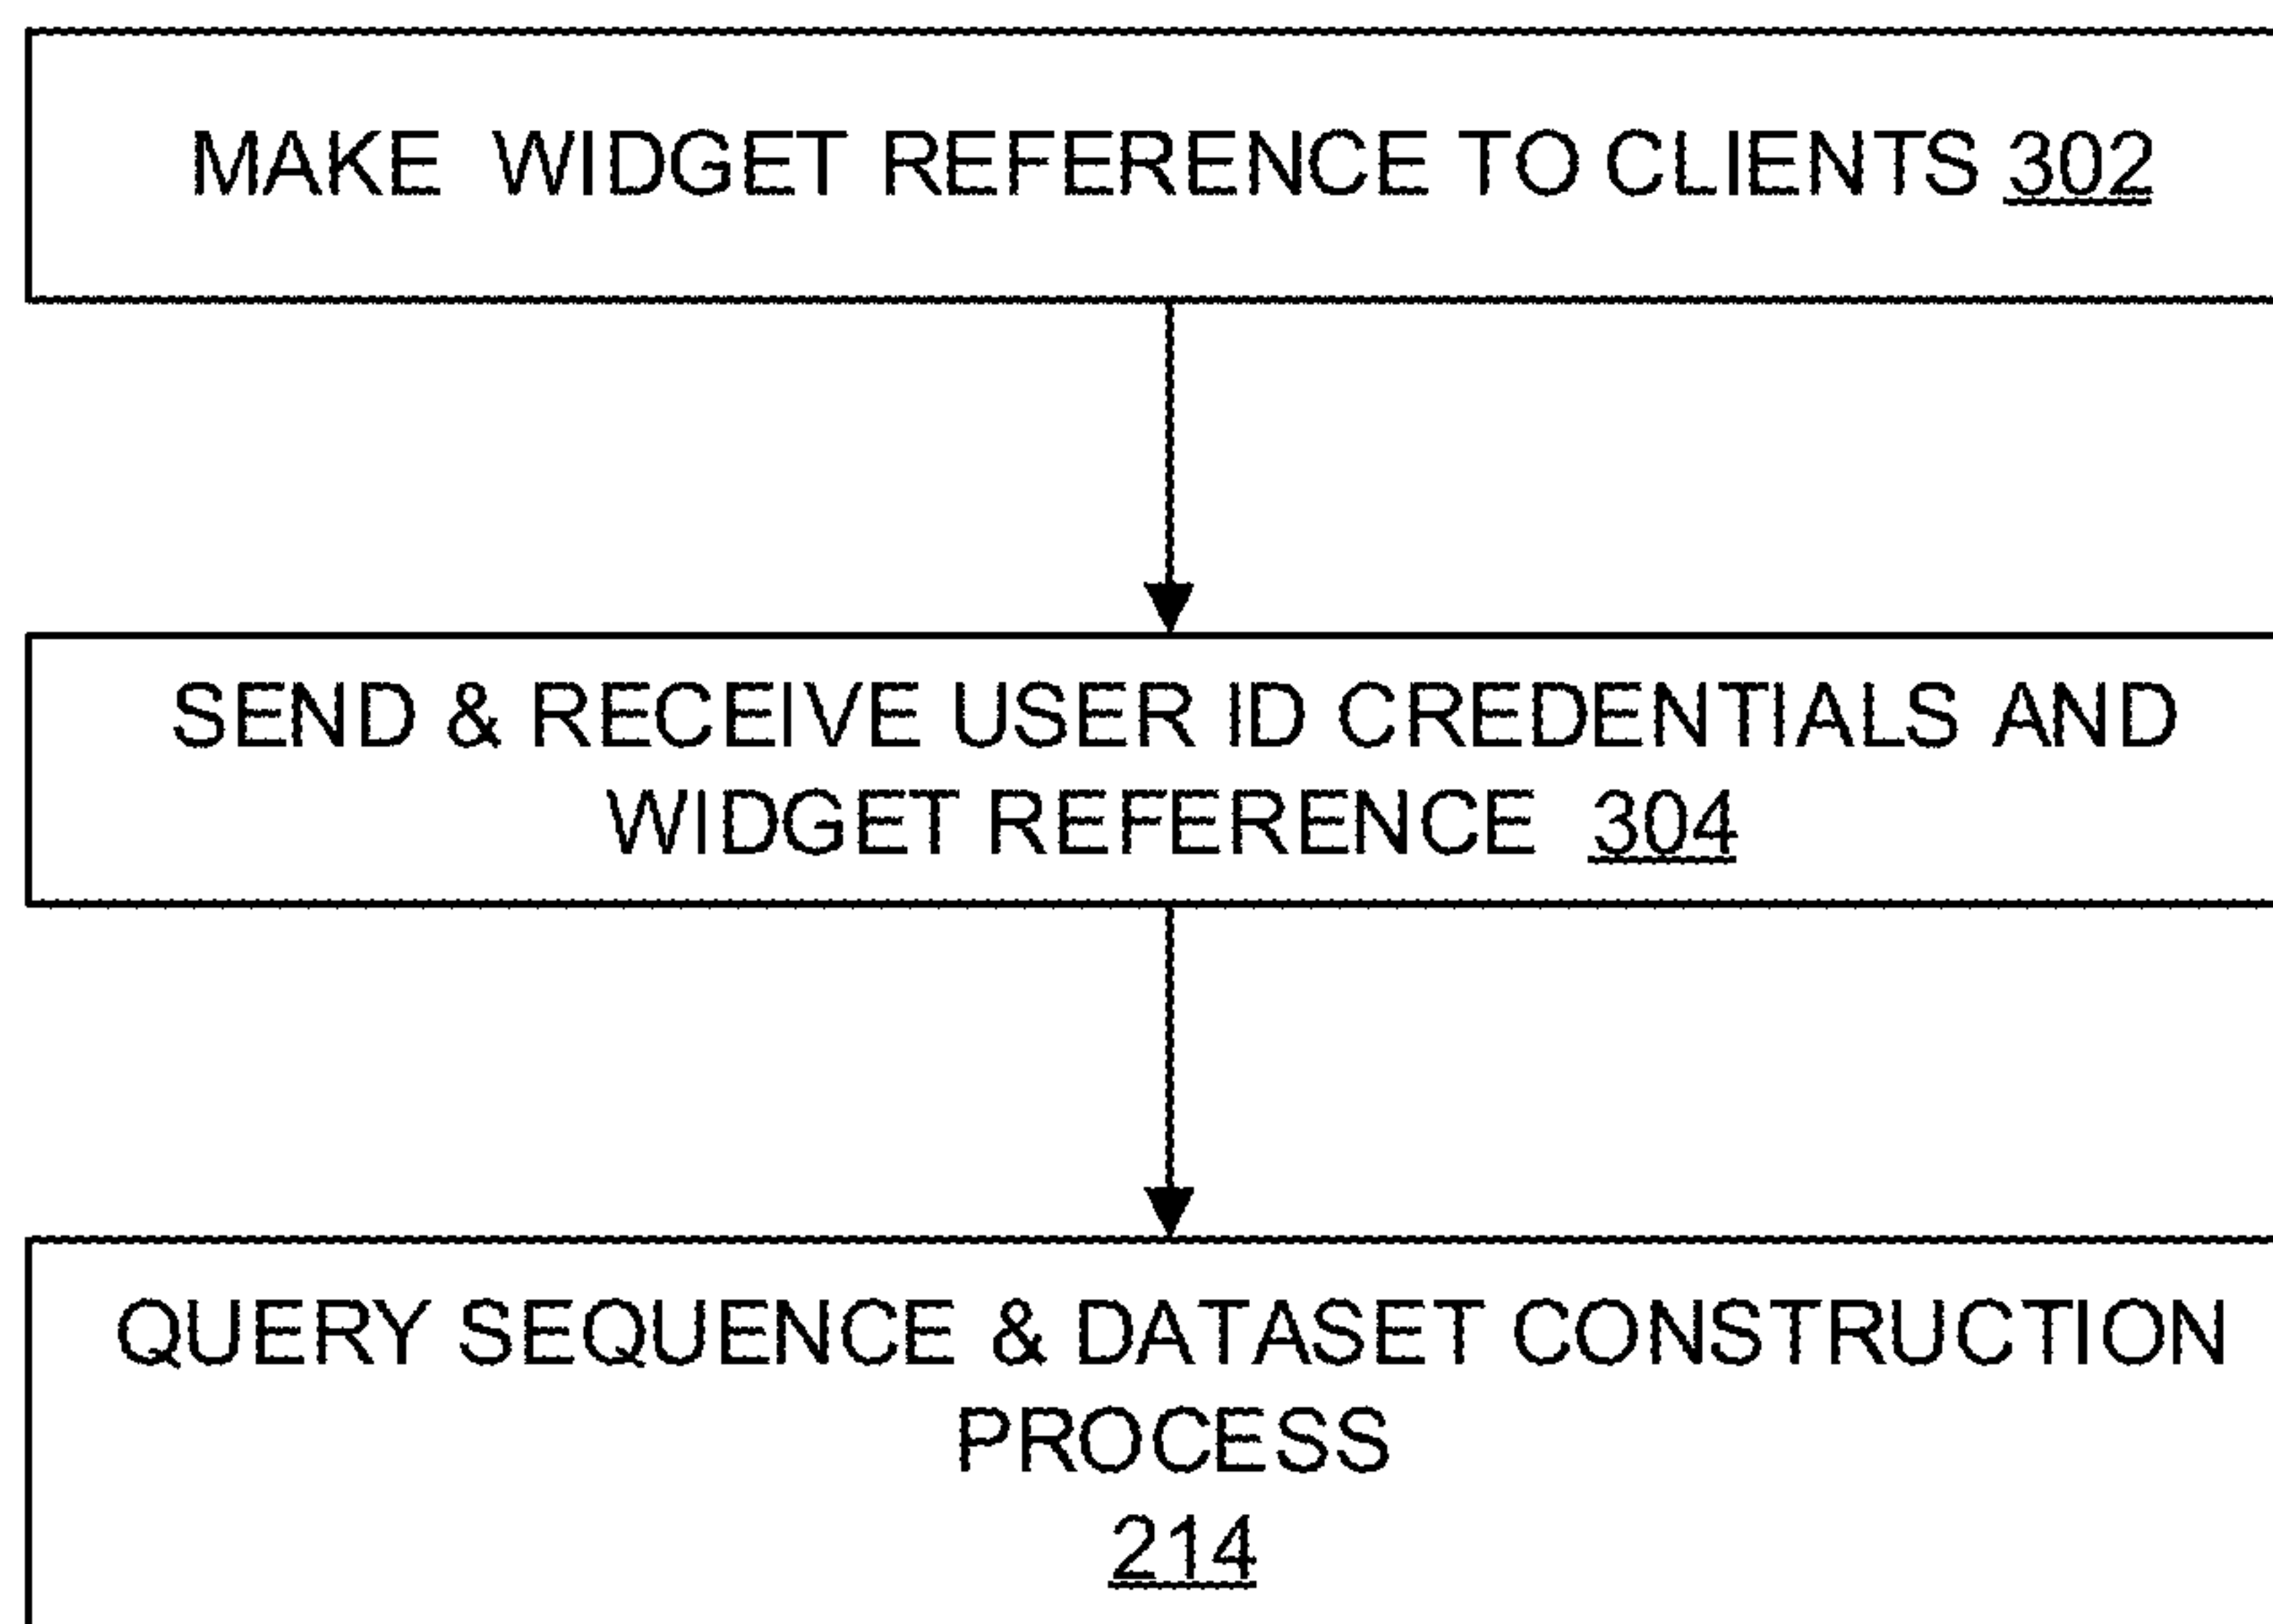 MAKE WIDGET REFERENCE TO CLIENTS 302
SEND & RECEIVE USER ID CREDENTIALS AND
WIDGET REFERENCE 304
QUERY SEQUENCE & DATASET CONSTRUCTION
PROCESS
214